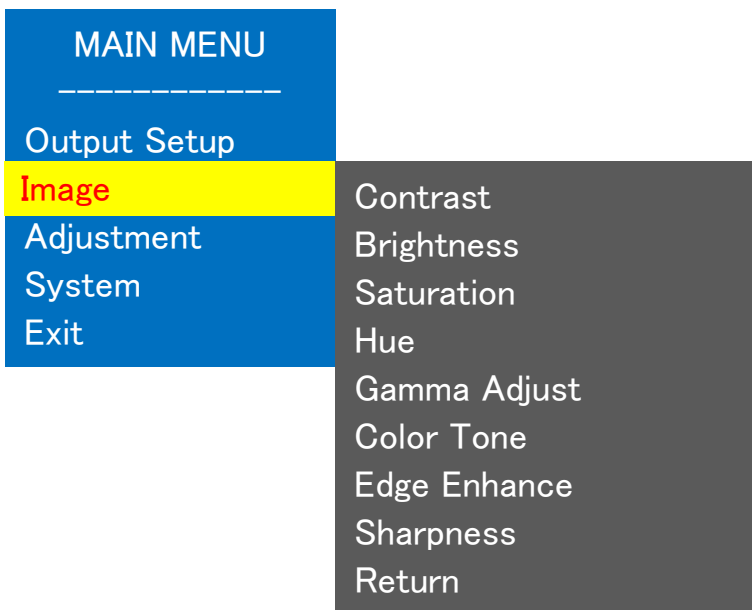 MAIN MENU
------------
Output Setup
Image
Adjustment
System
Exit
Contrast
Brightness
Saturation
Hue
Gamma Adjust
Color Tone
Edge Enhance
Sharpness
Return